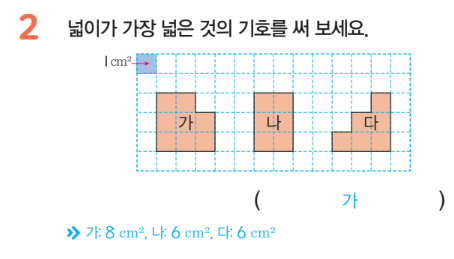 2 넓이가 가장 넓은 것의 기호를 써 보세요.
1 cm²
가 나 다
( 가 )
가: 8 cm², 나: 6 cm², 다: 6 cm²